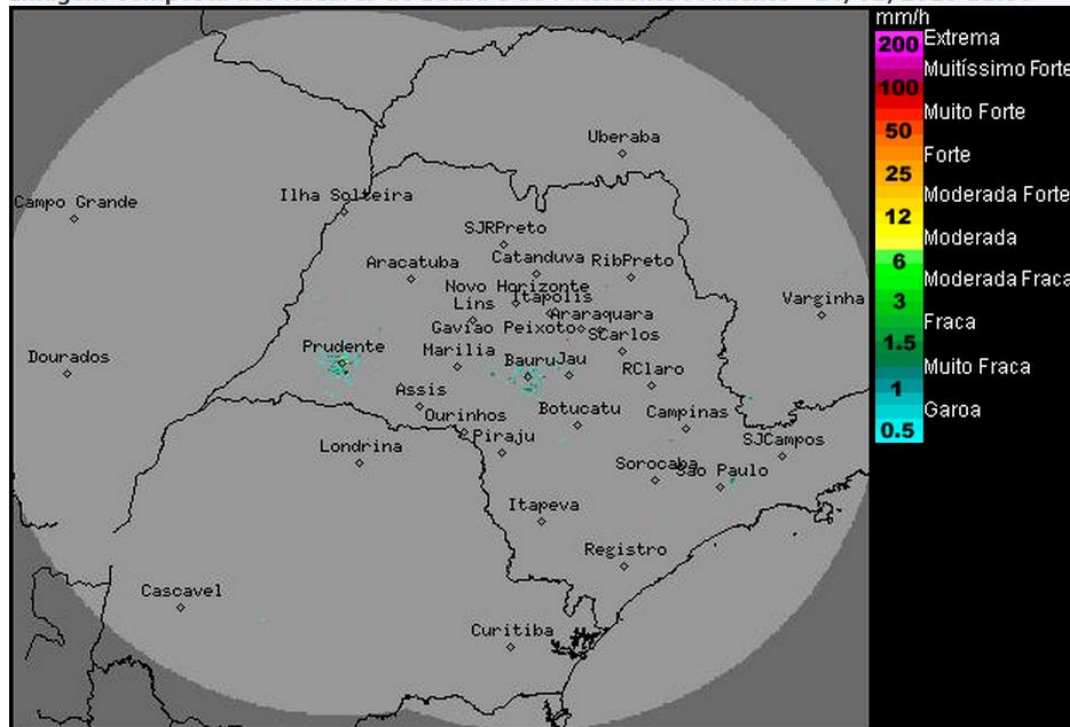 mm/h
200 Extrema
Muitíssimo Forte
100
Muito Forte
50
Forte
25
Moderada Forte
12
Moderada
6
Moderada Fraca
3
Fraca
1.5
Muito Fraca
1
Garoa
0.5
Uberaba
Ilha Solteira
Campo Grande
SJRPreto
Catanduva
RibPreto
Aracatuba
Novo Horizonte
Itapolis
Lins
Araraquara
Varginha
Gaviao Peixoto
SCarlos
Prudente
Marilia
Dourados
Bauru
Jau
RClaro
Assis
Ourinhos
Botucatu
Campinas
Piraju
Londrina
SJCampos
Sorocaba
Sao Paulo
Itapeva
Registro
Cascavel
Curitiba